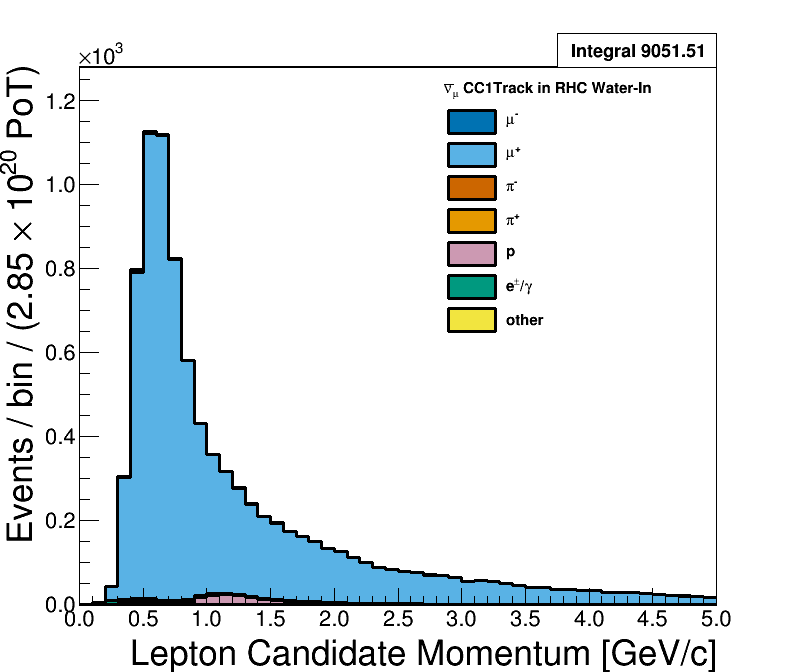 Integral 9051.51
×10³
ν̅μ CC1Track in RHC Water-In
μ⁻
μ⁺
π⁻
π⁺
p
e±/γ
other
Events / bin / (2.85 × 10²⁰ PoT)
1.2
1.0
0.8
0.6
0.4
0.2
0.0
0.0 0.5 1.0 1.5 2.0 2.5 3.0 3.5 4.0 4.5 5.0
Lepton Candidate Momentum [GeV/c]